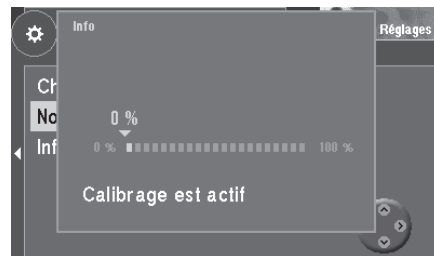 Info
Réglages
Ch
No
Inf
0 %
0 % 100 %
Calibrage est actif